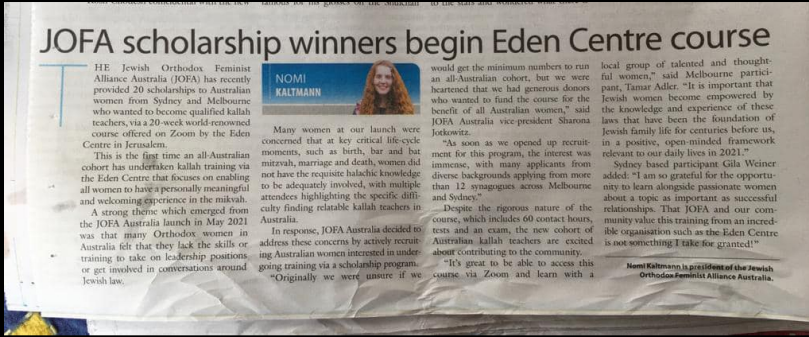 JOFA scholarship winners begin Eden Centre course
THE Jewish Orthodox Feminist
Alliance Australia (JOFA) has recently
provided 20 scholarships to Australian
women from Sydney and Melbourne
who wanted to become qualified kallah
teachers, via a 20-week world-renowned
course offered on Zoom by the Eden
Centre in Jerusalem.
This is the first time an all-Australian
cohort has undertaken kallah training via
the Eden Centre that focuses on enabling
all women to have a personally meaningful
and welcoming experience in the mikvah.
A strong theme which emerged from
the JOFA Australia launch in May 2021
was that many Orthodox women in
Australia felt that they lack the skills or
training to take on leadership positions
or get involved in conversations around
Jewish law.
NOMI
KALTMANN
Many women at our launch were
concerned that at key critical life-cycle
moments, such as birth, bar and bat
mitzvah, marriage and death, women did
not have the requisite halachic knowledge
to be adequately involved, with multiple
attendees highlighting the specific diffi-
culty finding relatable kallah teachers in
Australia.
In response, JOFA Australia decided to
address these concerns by actively recruit-
ing Australian women interested in under-
going training via a scholarship program.
"Originally we were unsure if we
would get the minimum numbers to run
an all-Australian cohort, but we were
heartened that we had generous donors
who wanted to fund the course for the
benefit of all Australian women," said
JOFA Australia vice-president Sharona
Jotkowitz.
"As soon as we opened up recruit-
ment for this program, the interest was
immense, with many applicants from
diverse backgrounds applying from more
than 12 synagogues across Melbourne
and Sydney."
Despite the rigorous nature of the
course, which includes 60 contact hours,
tests and an exam, the new cohort of
Australian kallah teachers are excited
about contributing to the community.
"It's great to be able to access this
course via Zoom and learn with a
local group of talented and thought-
ful women," said Melbourne partici-
pant, Tamar Adler. "It is important that
Jewish women become empowered by
the knowledge and experience of these
laws that have been the foundation of
Jewish family life for centuries before us,
in a positive, open-minded framework
relevant to our daily lives in 2021."
Sydney based participant Gila Weiner
added: "I am so grateful for the opportu-
nity to learn alongside passionate women
about a topic as important as successful
relationships. That JOFA and our com-
munity value this training from an incred-
ible organisation such as the Eden Centre
is not something I take for granted!"
Nomi Kaltmann is president of the Jewish
Orthodox Feminist Alliance Australia.